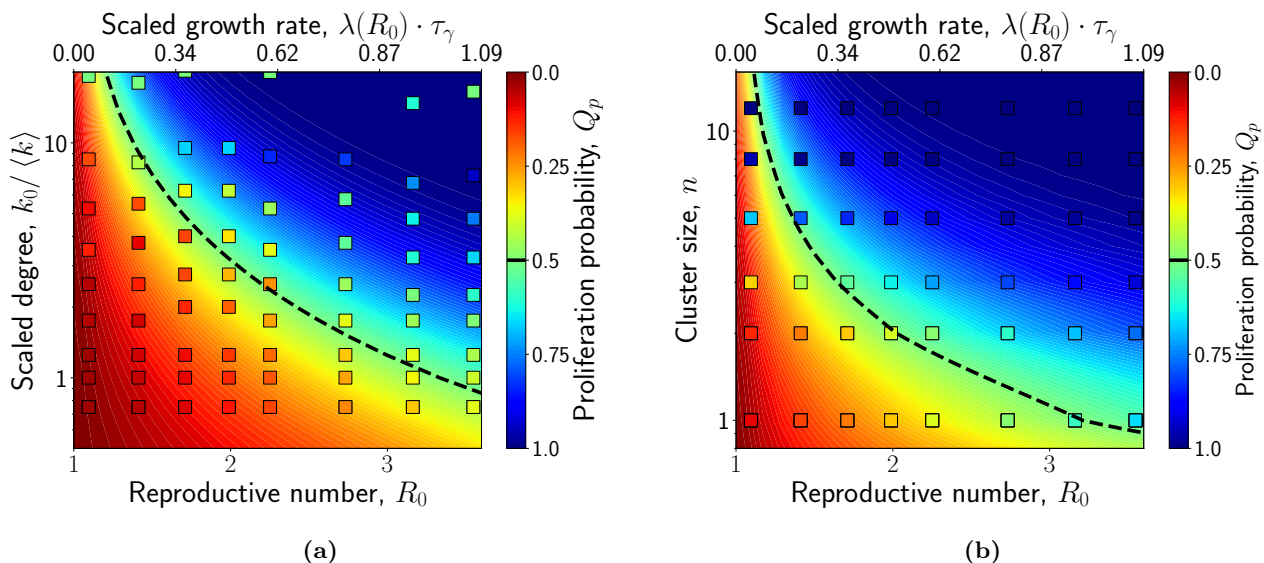 Scaled growth rate, λ(R₀) · τᵧ
0.00 0.34 0.62 0.87 1.09
10
1
Scaled degree, k₀/⟨k⟩
1 2 3
Reproductive number, R₀
0.0
0.25
0.5
0.75
1.0
Proliferation probability, Qₚ
(a)
Scaled growth rate, λ(R₀) · τᵧ
0.00 0.34 0.62 0.87 1.09
10
1
Cluster size, n
1 2 3
Reproductive number, R₀
0.0
0.25
0.5
0.75
1.0
Proliferation probability, Qₚ
(b)